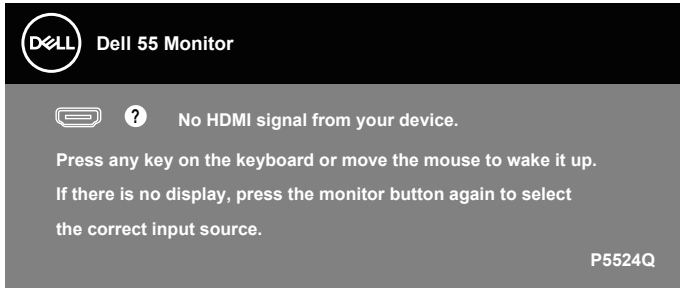 DELL Dell 55 Monitor
? No HDMI signal from your device.
Press any key on the keyboard or move the mouse to wake it up.
If there is no display, press the monitor button again to select
the correct input source.
P5524Q